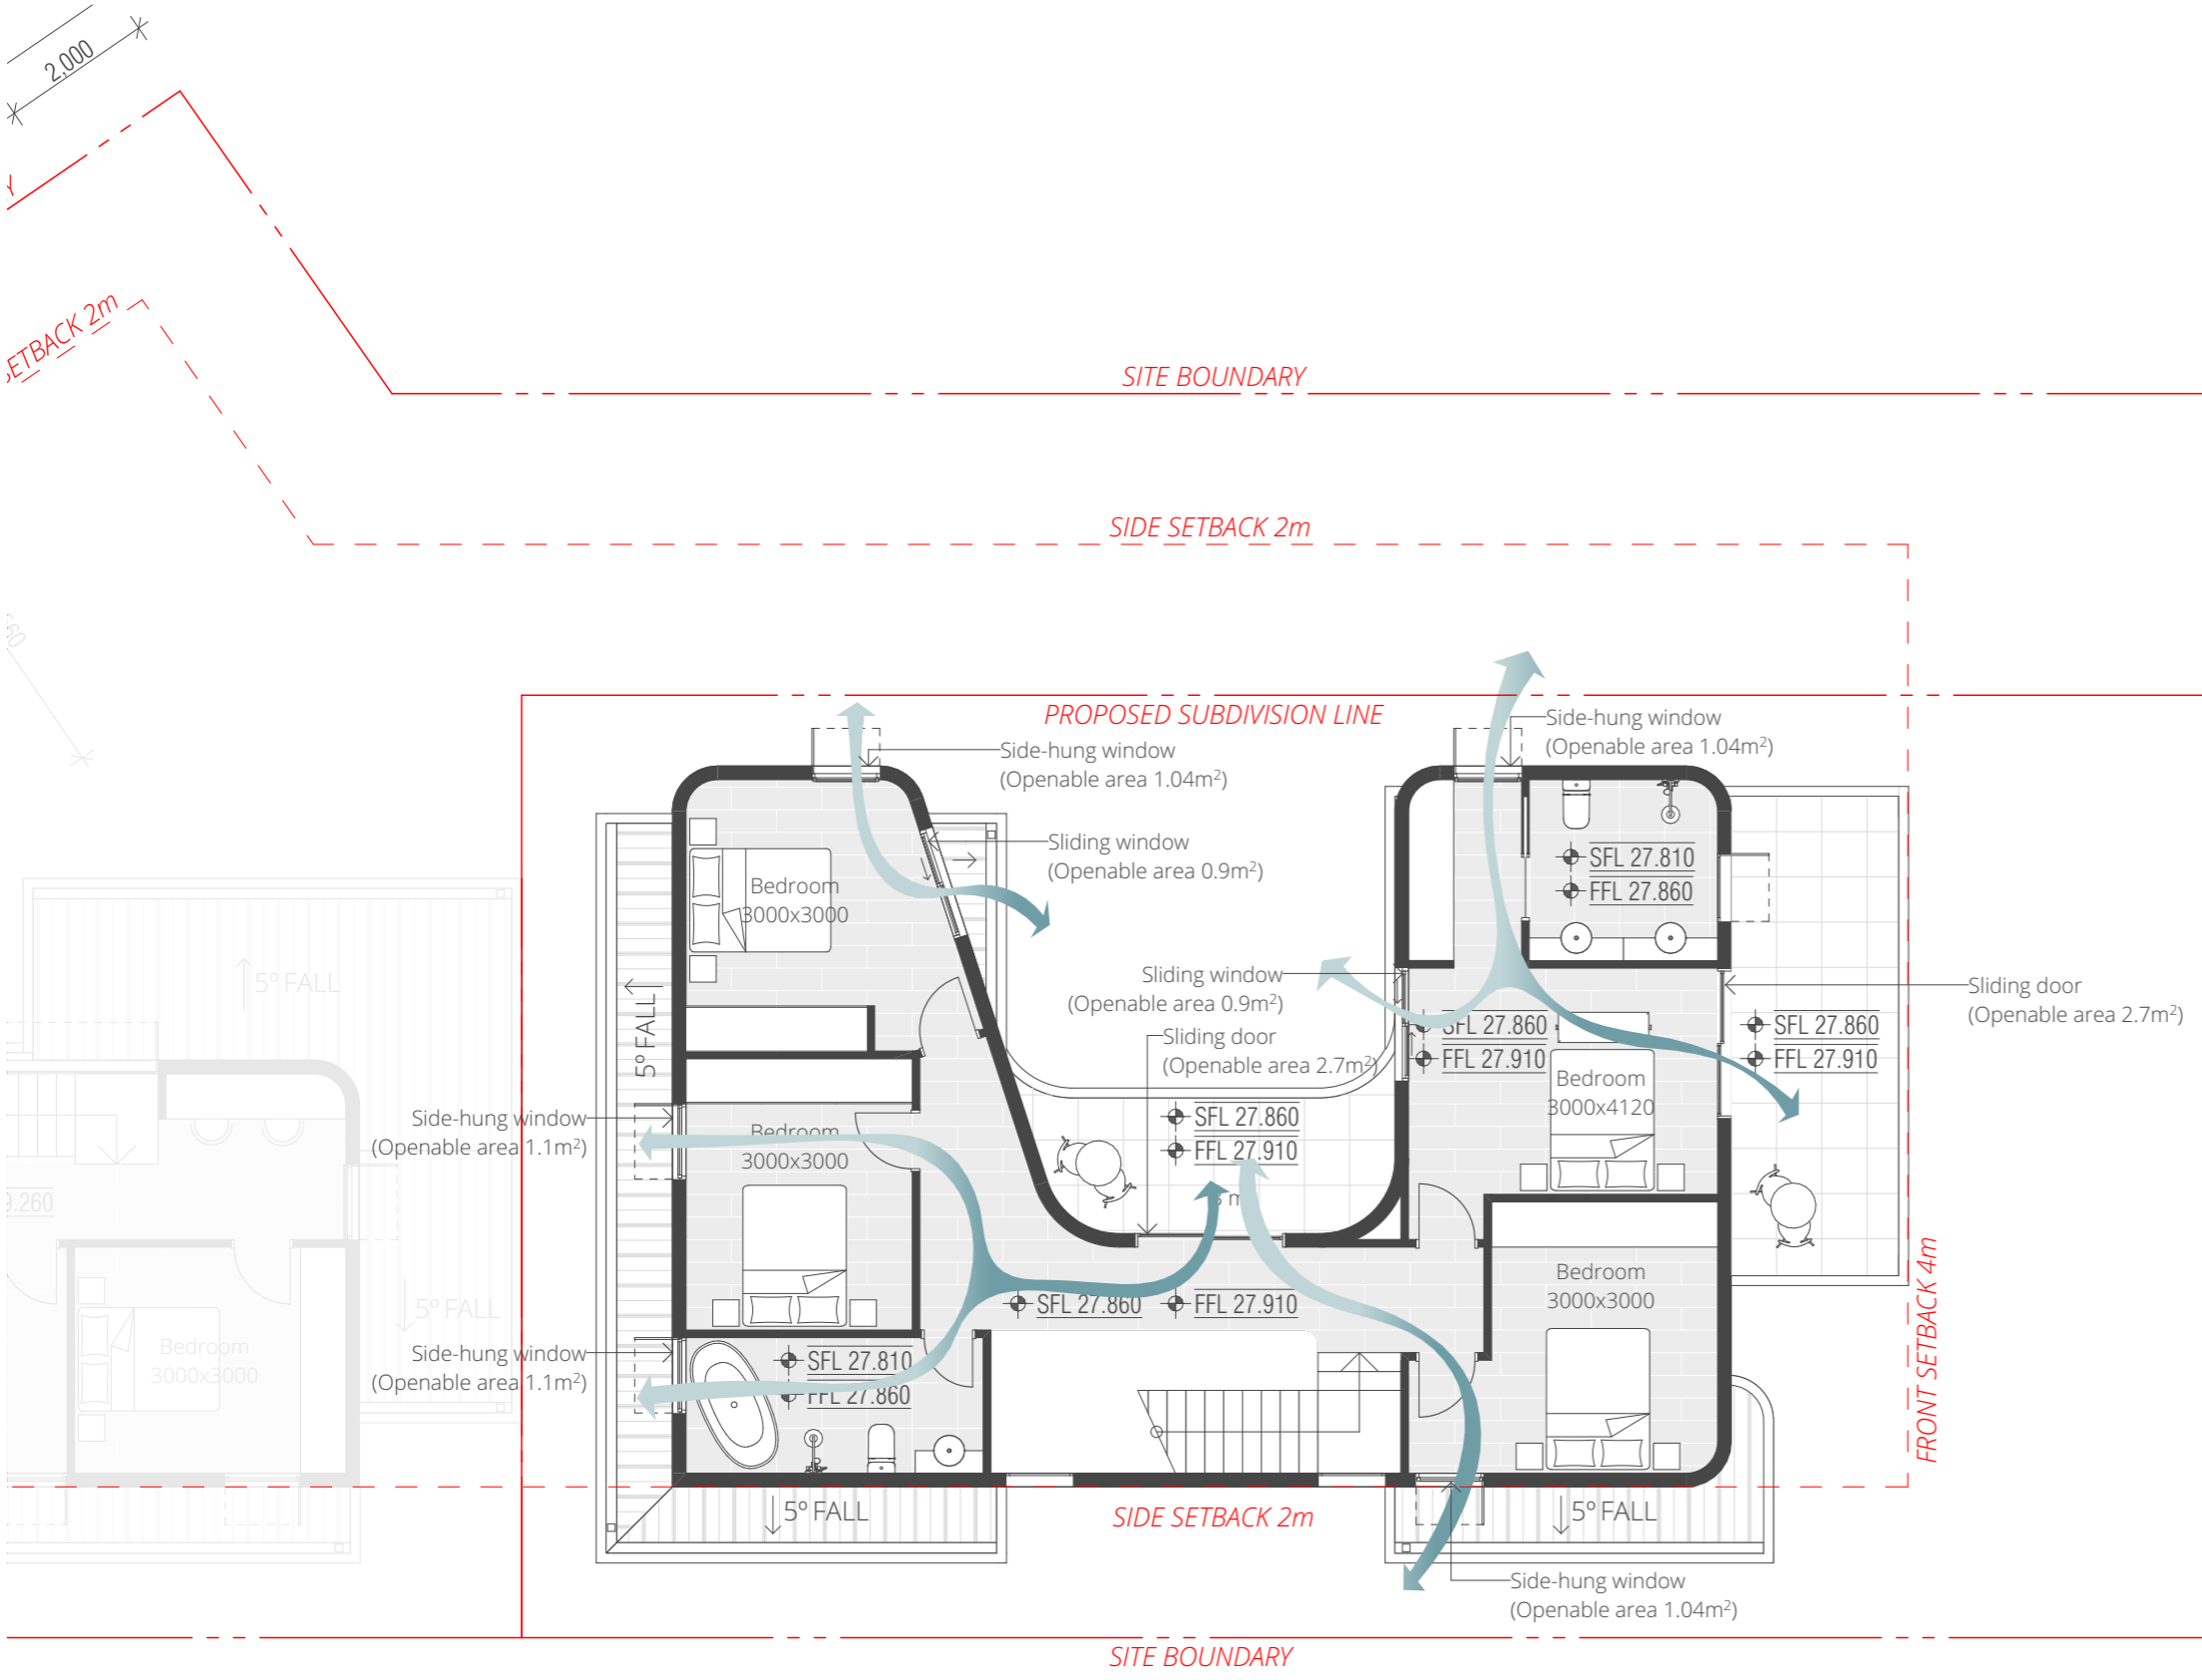 2,000
SETBACK 2m
SITE BOUNDARY
SIDE SETBACK 2m
PROPOSED SUBDIVISION LINE
Side-hung window
(Openable area 1.04m²)
Side-hung window
(Openable area 1.04m²)
Sliding window
(Openable area 0.9m²)
SFL 27.810
FFL 27.860
Bedroom
3000x3000
5° FALL
Sliding window
(Openable area 0.9m²)
Sliding door
(Openable area 2.7m²)
Sliding door
(Openable area 2.7m²)
SFL 27.860
FFL 27.910
SFL 27.860
FFL 27.910
5° FALL
Bedroom
3000x4120
Side-hung window
(Openable area 1.1m²)
SFL 27.860
FFL 27.910
Bedroom
3000x3000
9.260
Bedroom
3000x3000
SFL 27.860
FFL 27.910
5° FALL
Side-hung window
(Openable area 1.1m²)
Bedroom
3000x3000
SFL 27.810
FFL 27.860
FRONT SETBACK 4m
5° FALL
SIDE SETBACK 2m
5° FALL
Side-hung window
(Openable area 1.04m²)
SITE BOUNDARY